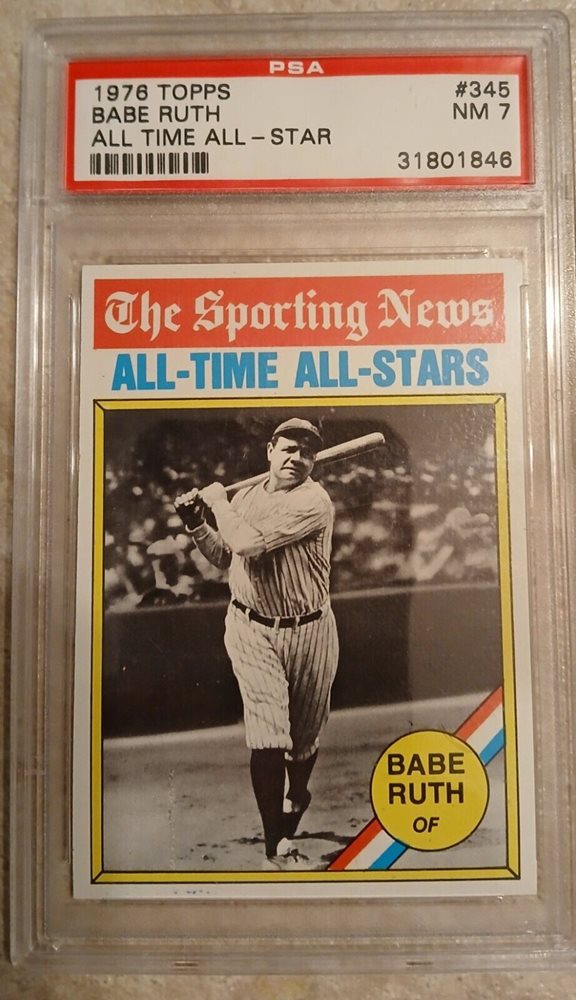 PSA
1976 TOPPS #345
BABE RUTH NM 7
ALL TIME ALL-STAR
31801846
The Sporting News
ALL-TIME ALL-STARS
BABE
RUTH
OF